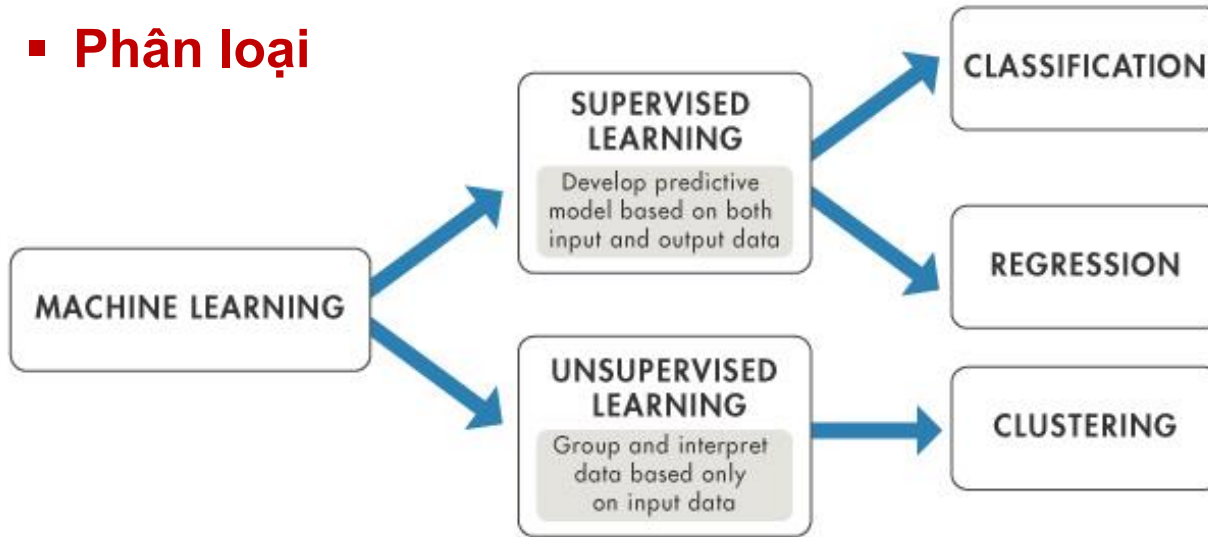 ▪ Phân loại
MACHINE LEARNING
SUPERVISED
LEARNING
Develop predictive
model based on both
input and output data
UNSUPERVISED
LEARNING
Group and interpret
data based only
on input data
CLASSIFICATION
REGRESSION
CLUSTERING